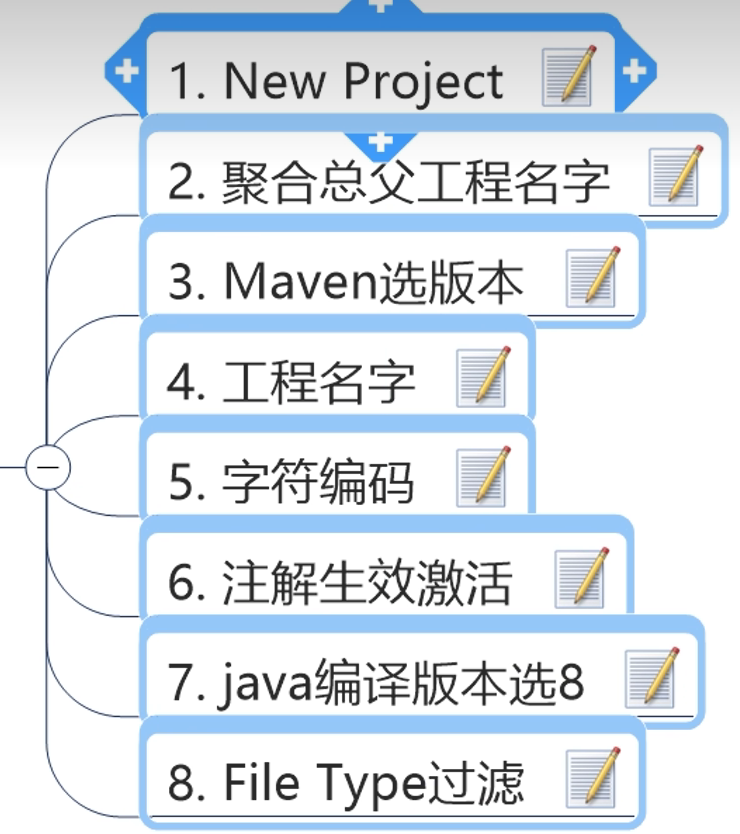 1. New Project
2. 聚合总父工程名字
3. Maven选版本
4. 工程名字
5. 字符编码
6. 注解生效激活
7. java编译版本选8
8. File Type过滤